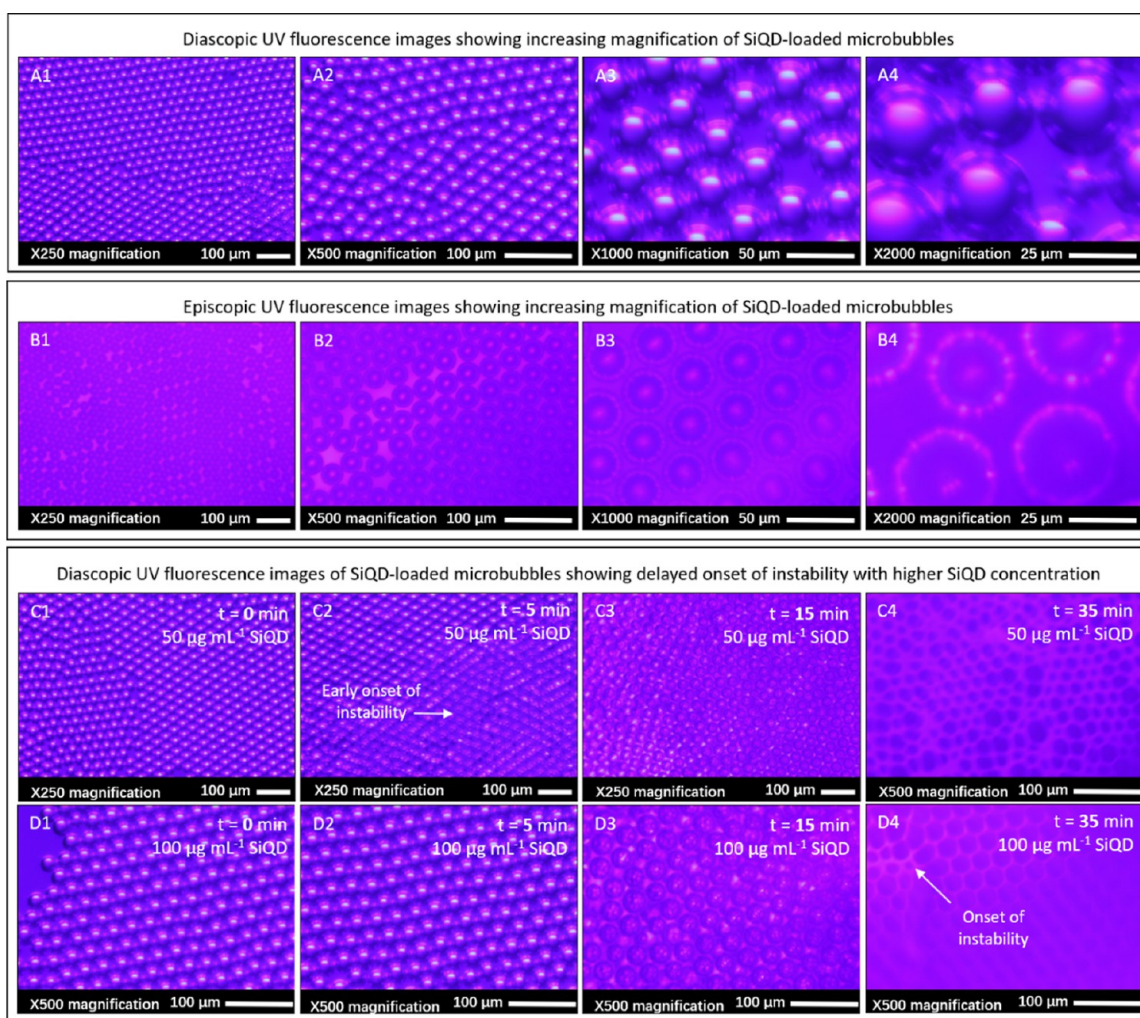 Diascopic UV fluorescence images showing increasing magnification of SiQD-loaded microbubbles
A1
X250 magnification 100 µm
A2
X500 magnification 100 µm
A3
X1000 magnification 50 µm
A4
X2000 magnification 25 µm
Episcopic UV fluorescence images showing increasing magnification of SiQD-loaded microbubbles
B1
X250 magnification 100 µm
B2
X500 magnification 100 µm
B3
X1000 magnification 50 µm
B4
X2000 magnification 25 µm
Diascopic UV fluorescence images of SiQD-loaded microbubbles showing delayed onset of instability with higher SiQD concentration
C1
t = 0 min
50 µg mL⁻¹ SiQD
X250 magnification 100 µm
C2
t = 5 min
50 µg mL⁻¹ SiQD
Early onset of
instability
X250 magnification 100 µm
C3
t = 15 min
50 µg mL⁻¹ SiQD
X250 magnification 100 µm
C4
t = 35 min
50 µg mL⁻¹ SiQD
X500 magnification 100 µm
D1
t = 0 min
100 µg mL⁻¹ SiQD
X500 magnification 100 µm
D2
t = 5 min
100 µg mL⁻¹ SiQD
X500 magnification 100 µm
D3
t = 15 min
100 µg mL⁻¹ SiQD
X500 magnification 100 µm
D4
t = 35 min
100 µg mL⁻¹ SiQD
Onset of
instability
X500 magnification 100 µm